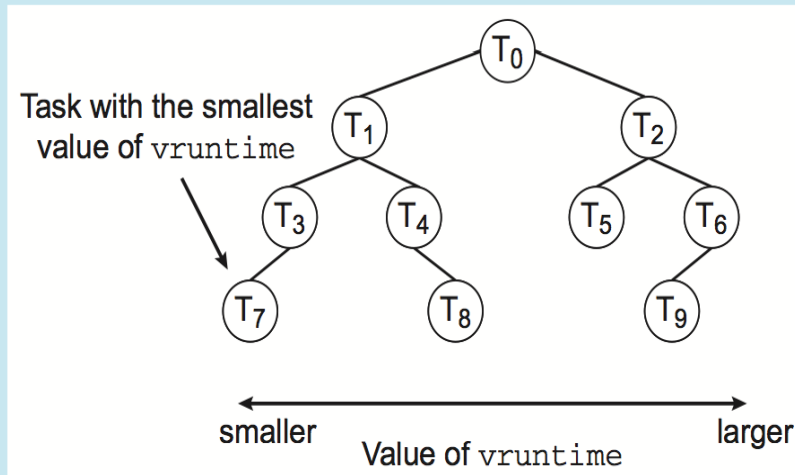 T0
Task with the smallest
value of vruntime
T1
T2
T3
T4
T5
T6
T7
T8
T9
smaller
larger
Value of vruntime